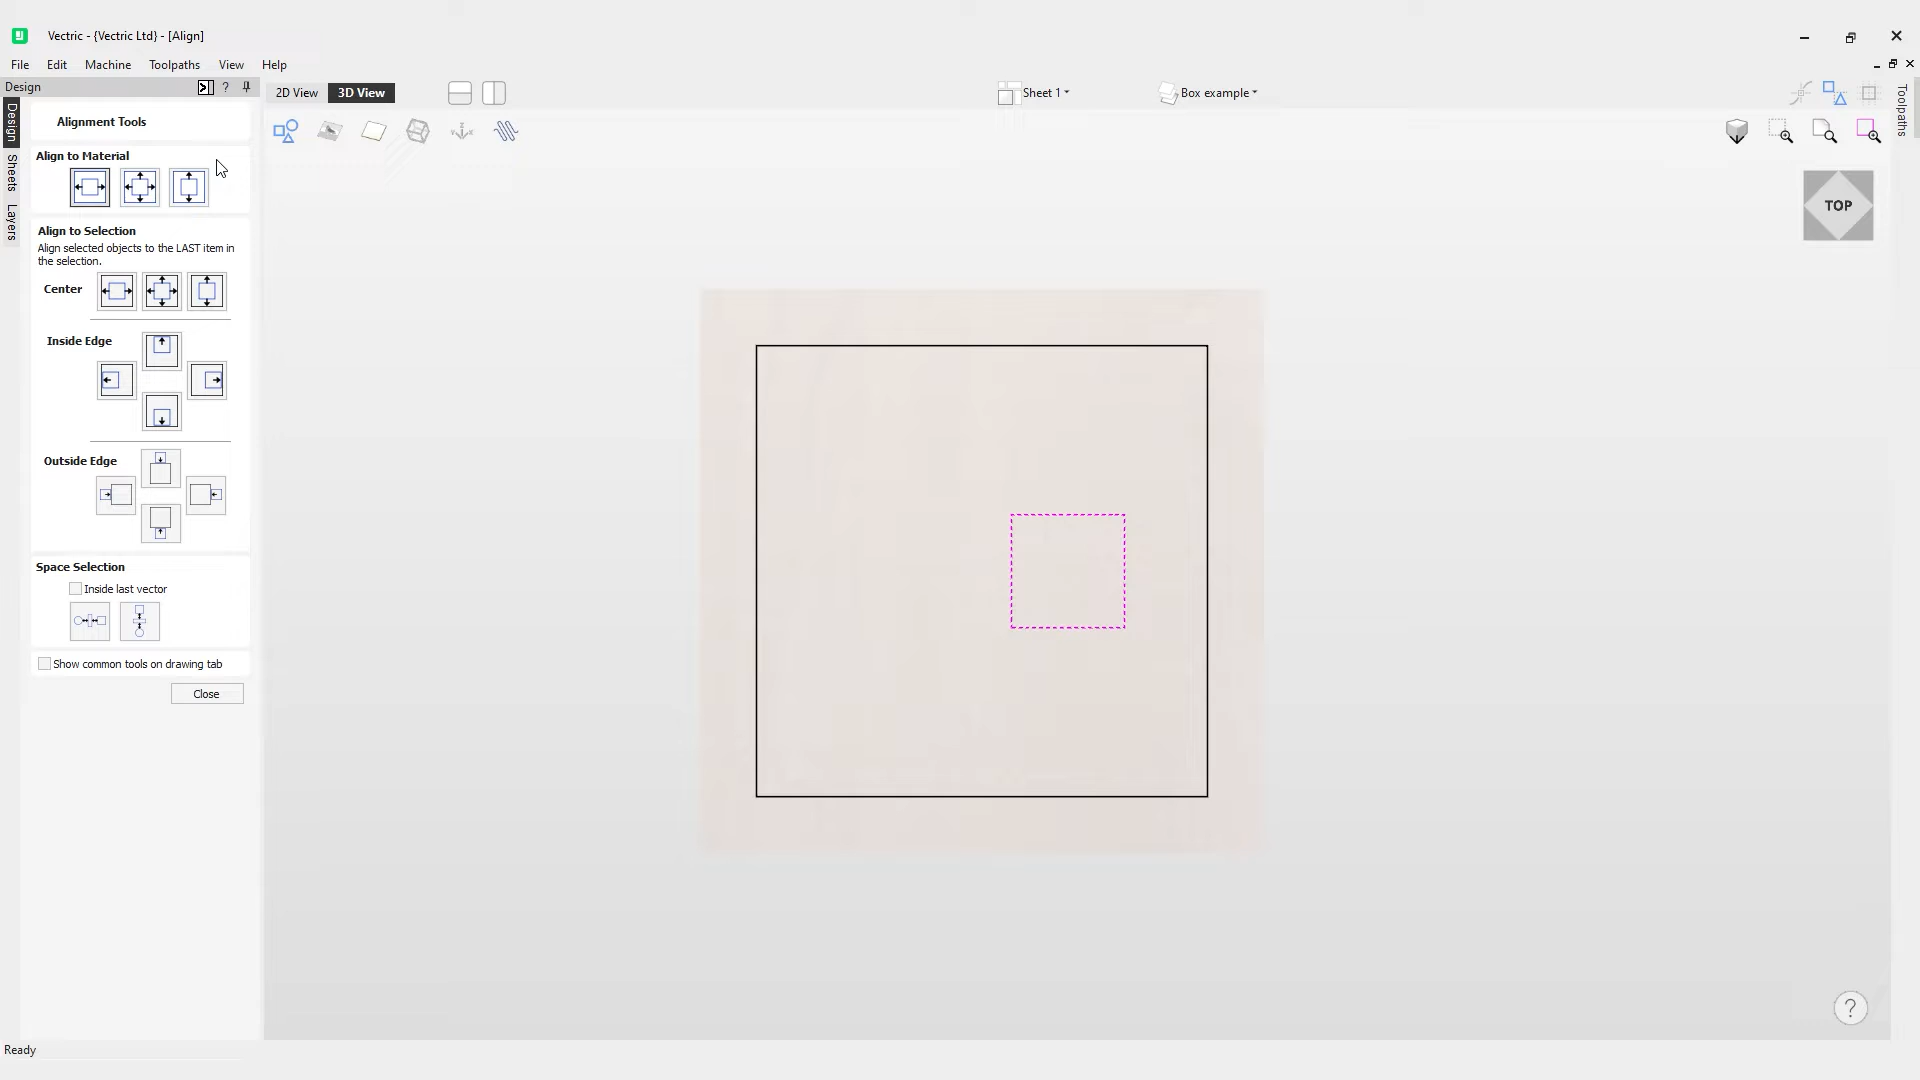 Vectric - {Vectric Ltd} - [Align]
File Edit Machine Toolpaths View Help
Design ?
2D View 3D View Sheet 1 Box example
Design
Sheets
Layers
Toolpaths
Alignment Tools
Align to Material
TOP
Align to Selection
Align selected objects to the LAST item in
the selection.
Center
Inside Edge
Outside Edge
Space Selection
Inside last vector
Show common tools on drawing tab
Close
?
Ready